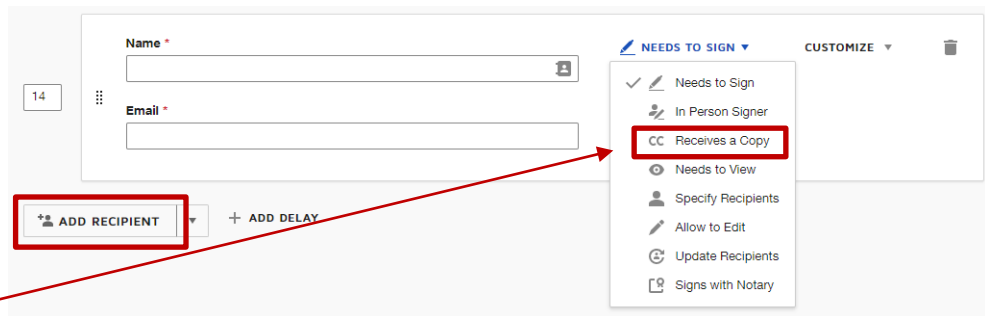 Name *
NEEDS TO SIGN
CUSTOMIZE
14
Email *
Needs to Sign
In Person Signer
CC Receives a Copy
Needs to View
Specify Recipients
Allow to Edit
Update Recipients
Signs with Notary
ADD RECIPIENT
+ ADD DELAY